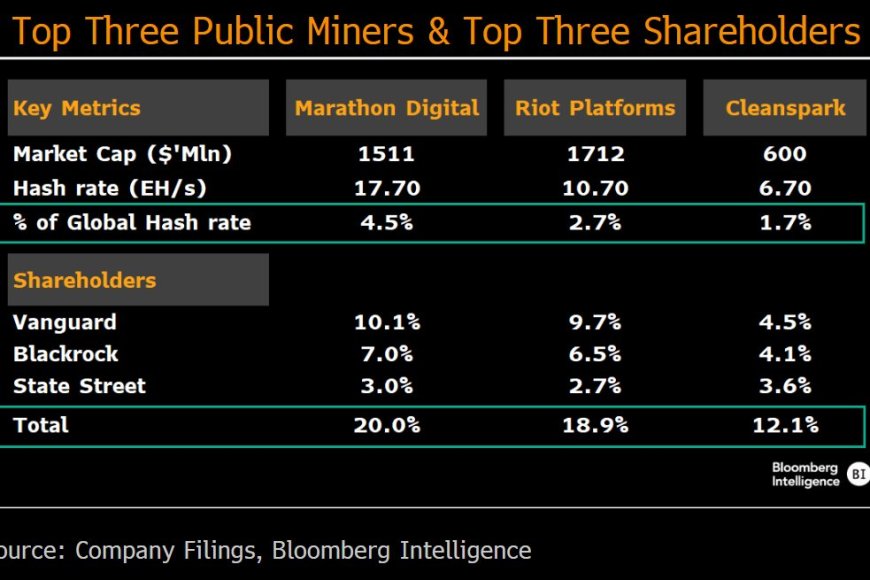 Top Three Public Miners & Top Three Shareholders
Key Metrics Marathon Digital Riot Platforms Cleanspark
Market Cap ($'Mln) 1511 1712 600
Hash rate (EH/s) 17.70 10.70 6.70
% of Global Hash rate 4.5% 2.7% 1.7%
Shareholders
Vanguard 10.1% 9.7% 4.5%
Blackrock 7.0% 6.5% 4.1%
State Street 3.0% 2.7% 3.6%
Total 20.0% 18.9% 12.1%
Bloomberg
Intelligence BI
ource: Company Filings, Bloomberg Intelligence